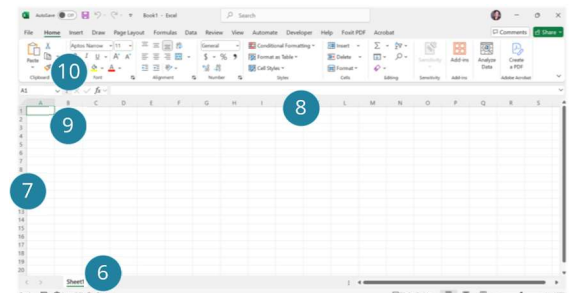 AutoSave Off Book1 - Excel Search
File Home Insert Draw Page Layout Formulas Data Review View Automate Developer Help Foxit PDF Acrobat Comments Share
Paste Aptos Narrow 11 A A General Conditional Formatting Insert Σ
U A $ % 9 Format as Table Delete Sensitivity Add-ins Analyze Data Create a PDF
Cell Styles Format
Clipboard Font Alignment Number Styles Cells Editing Sensitivity Add-ins Adobe Acrobat
10
8
A1 fx
A B C D E F G H I L M N O P Q R S
1
2
9
3
4
5
6
7
8
7
13
14
15
16
17
18
19
20
6
Sheet1